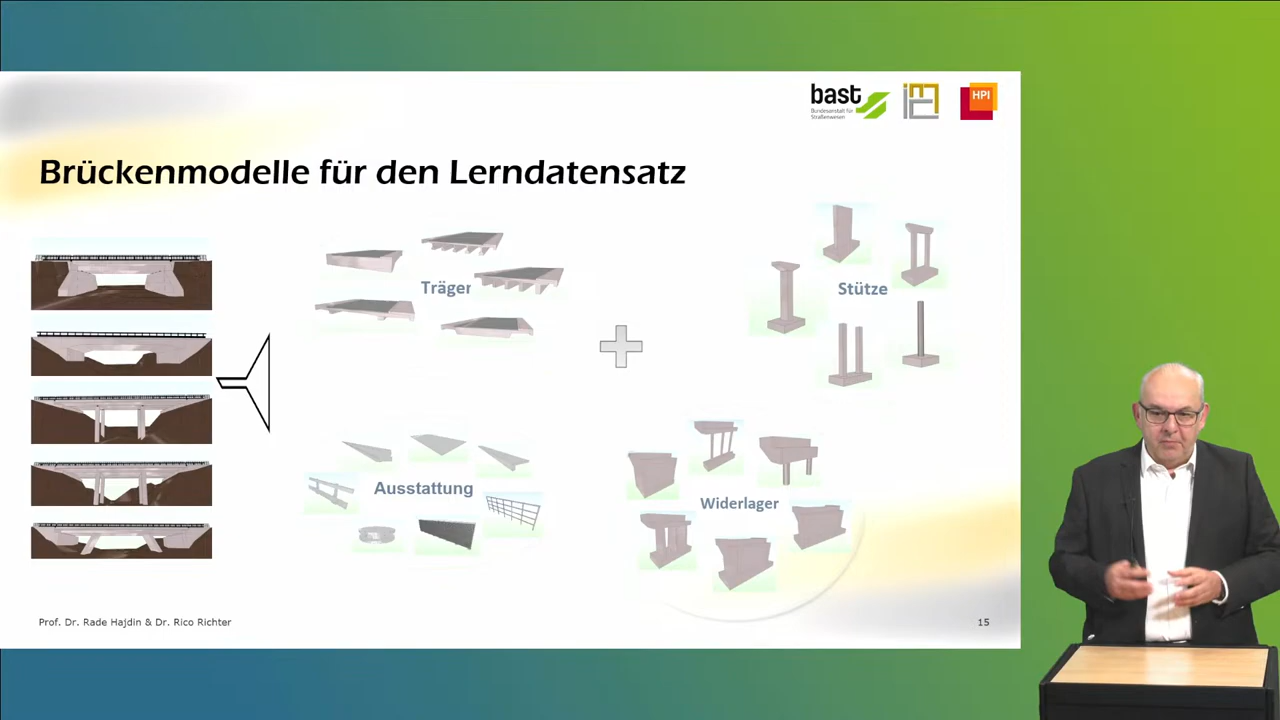 bast
Bundesanstalt für
Straßenwesen
HPI
Brückenmodelle für den Lerndatensatz
Träger
Stütze
Ausstattung
Widerlager
Prof. Dr. Rade Hajdin & Dr. Rico Richter
15